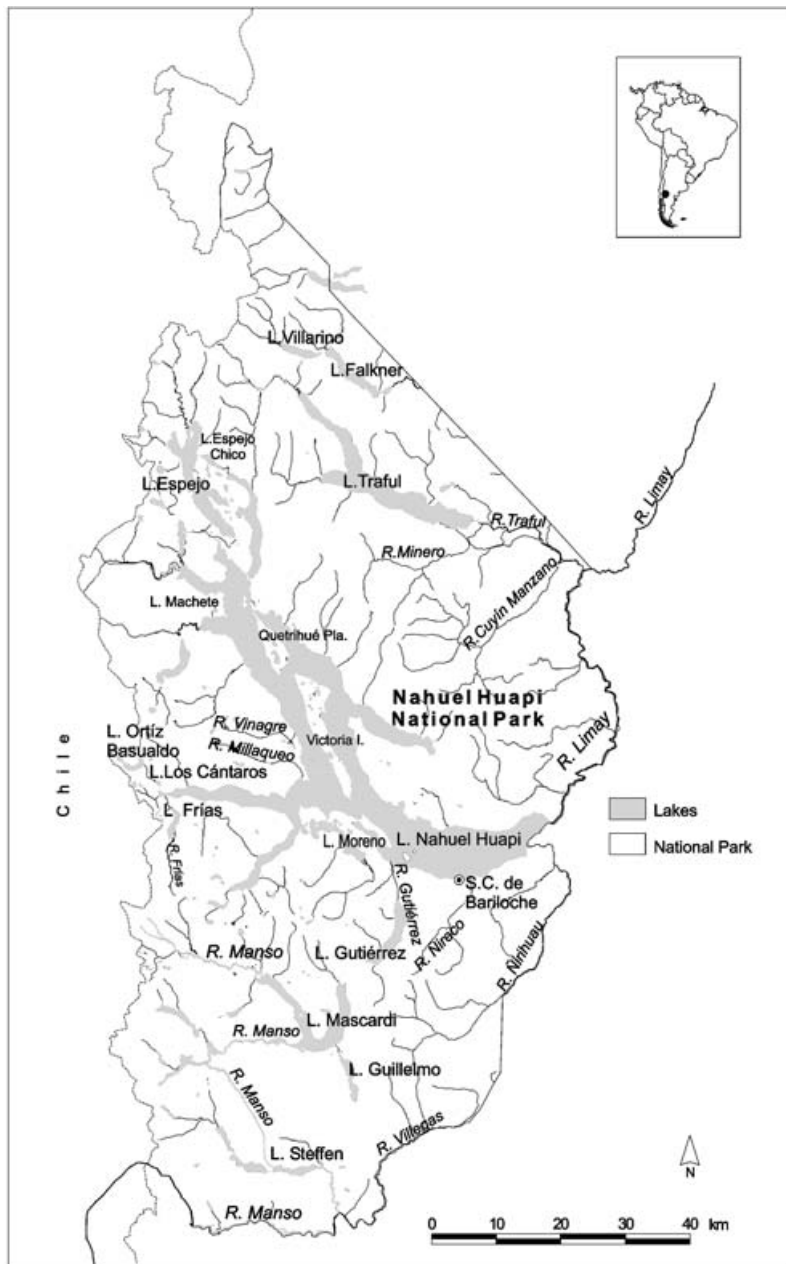 L.Villarino
L.Falkner
L.Espejo
Chico
L.Espejo
L.Traful
R.Traful
R. Limay
R.Minero
R.Cuyín Manzano
L. Machete
Quetrihué Pla.
Nahuel Huapi
National Park
R. Vinagre
R. Millaqueo
Victoria I.
L. Ortíz
Basualdo
L.Los Cántaros
R. Limay
Chile
L. Frías
R. Frías
L. Moreno
L. Nahuel Huapi
Lakes
National Park
S.C. de
Bariloche
R. Gutiérrez
R. Niraco
R. Ninhuau
R. Manso
L. Gutiérrez
L. Mascardi
R. Manso
L. Guillelmo
R. Manso
R. Villegas
L. Steffen
R. Manso
N
0 10 20 30 40 km